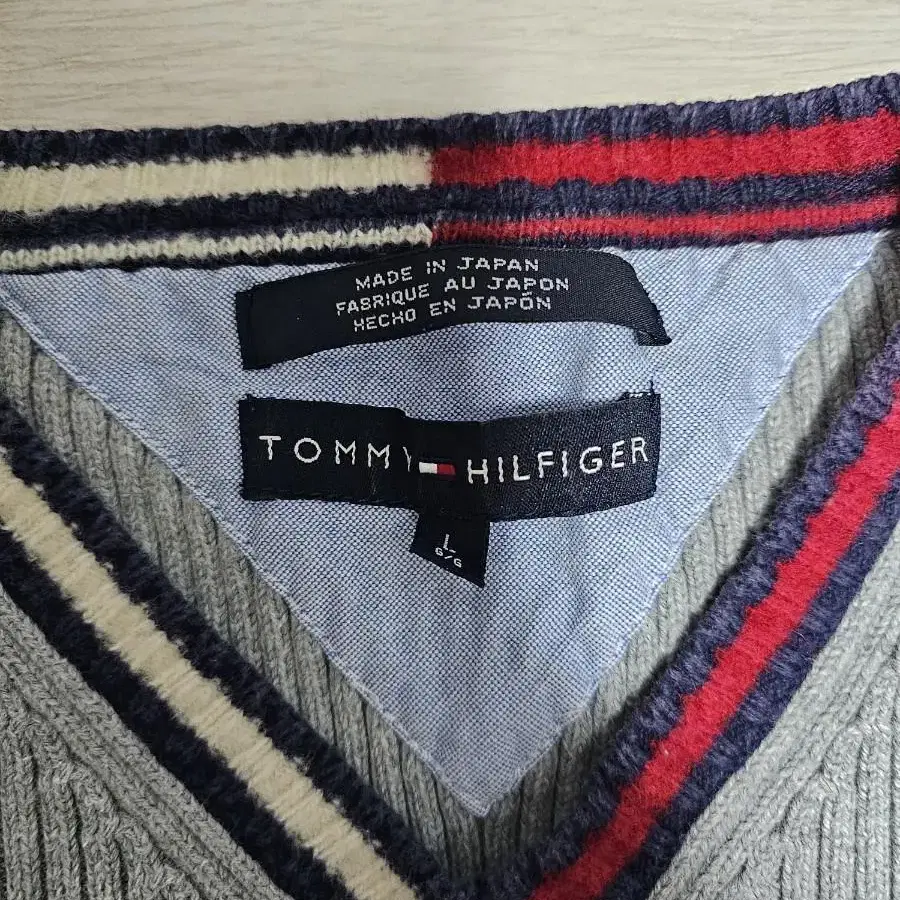 MADE IN JAPAN
FABRIQUE AU JAPON
HECHO EN JAPÓN
TOMMY HILFIGER
L
G/G